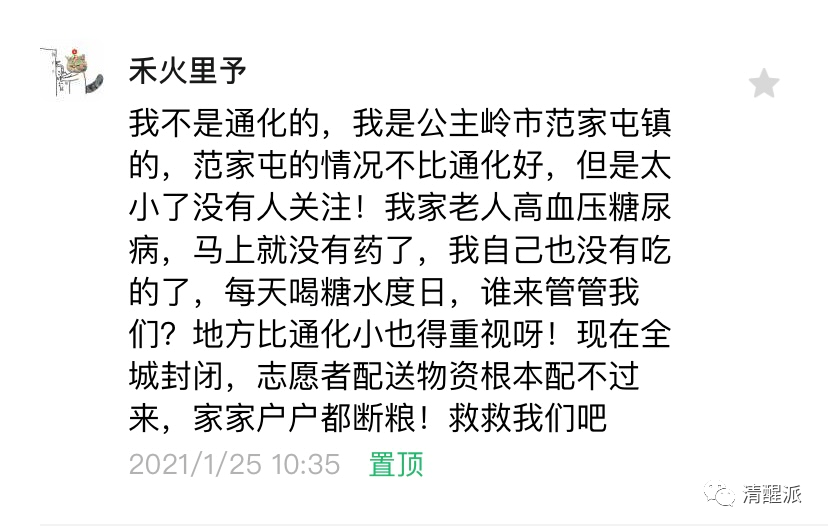 禾火里予
我不是通化的，我是公主岭市范家屯镇
的，范家屯的情况不比通化好，但是太
小了没有人关注！我家老人高血压糖尿
病，马上就没有药了，我自己也没有吃
的了，每天喝糖水度日，谁来管管我
们？地方比通化小也得重视呀！现在全
城封闭，志愿者配送物资根本配不过
来，家家户户都断粮！救救我们吧
2021/1/25 10:35 置顶
清醒派